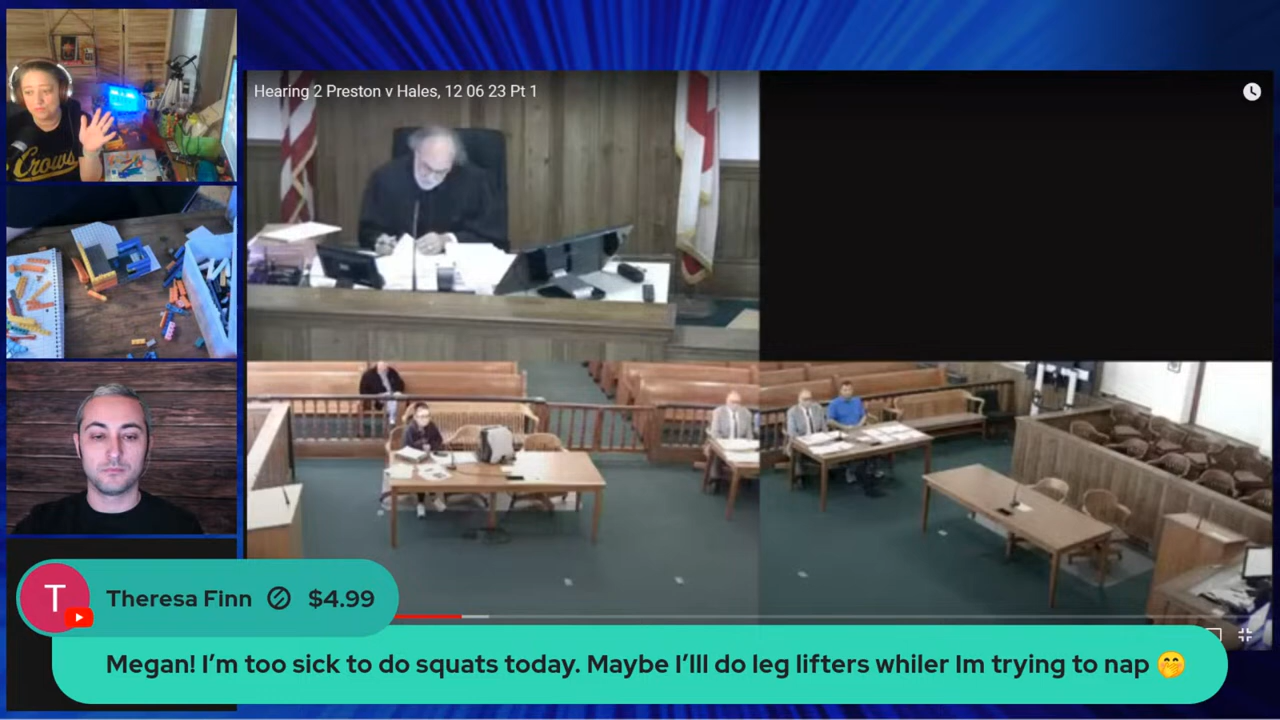 Crows
Hearing 2 Preston v Hales, 12 06 23 Pt 1
T
Theresa Finn $4.99
Megan! I’m too sick to do squats today. Maybe I’lll do leg lifters whiler Im trying to nap 🤭